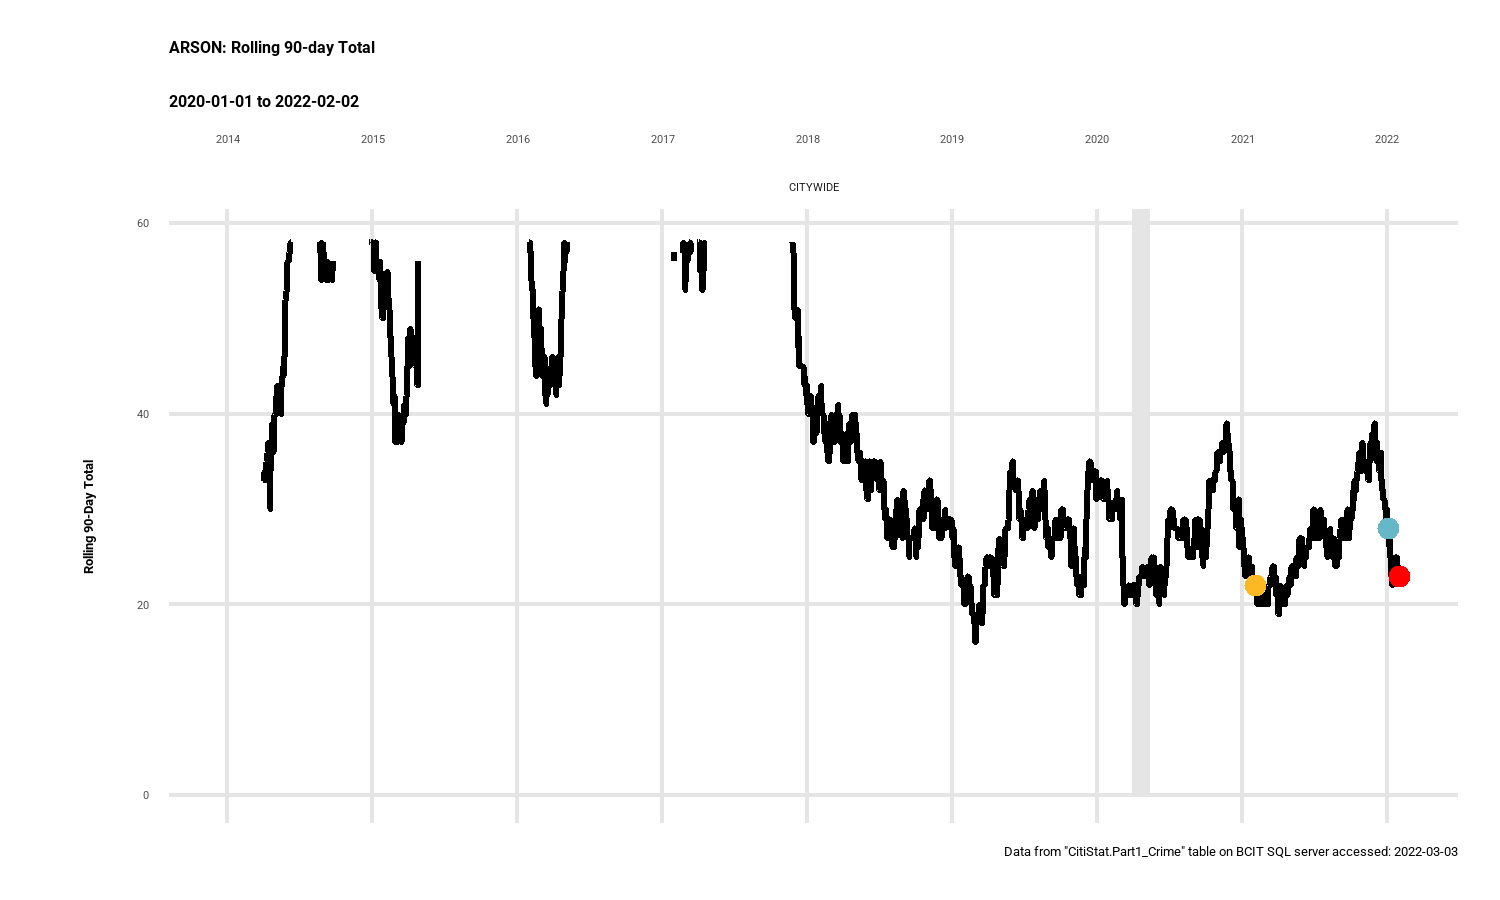 ARSON: Rolling 90-day Total
2020-01-01 to 2022-02-02
2014 2015 2016 2017 2018 2019 2020 2021 2022
CITYWIDE
60
40
20
0
Rolling 90-Day Total
Data from "CitiStat.Part1_Crime" table on BCIT SQL server accessed: 2022-03-03